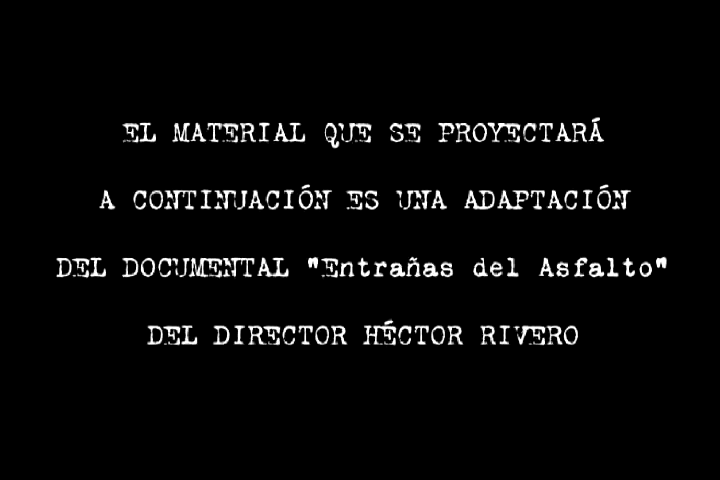 EL MATERIAL QUE SE PROYECTARÁ
A CONTINUACIÓN ES UNA ADAPTACIÓN
DEL DOCUMENTAL "Entrañas del Asfalto"
DEL DIRECTOR HÉCTOR RIVERO